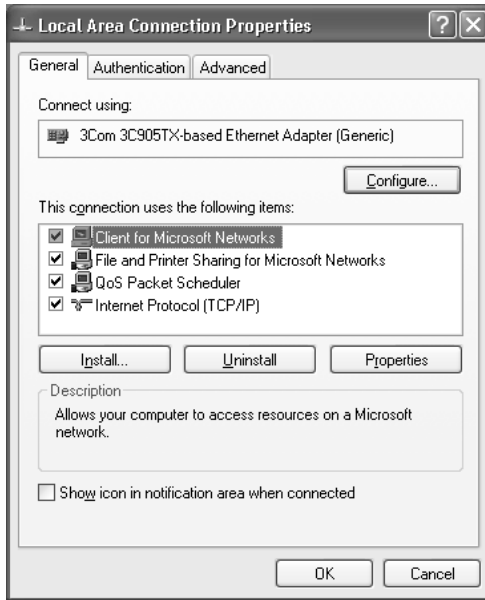 Local Area Connection Properties
General
Authentication
Advanced
Connect using:
3Com 3C905TX-based Ethernet Adapter (Generic)
Configure...
This connection uses the following items:
Client for Microsoft Networks
File and Printer Sharing for Microsoft Networks
QoS Packet Scheduler
Internet Protocol (TCP/IP)
Install...
Uninstall
Properties
Description
Allows your computer to access resources on a Microsoft
network.
Show icon in notification area when connected
OK
Cancel